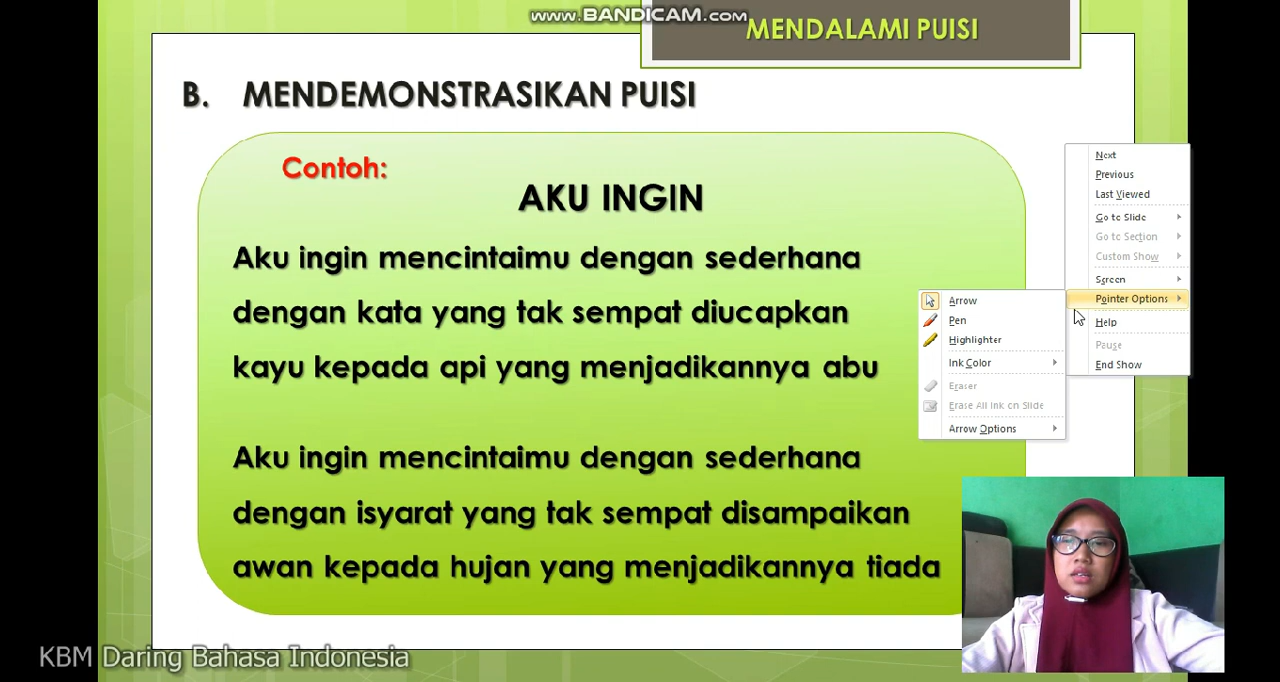 www.BANDICAM.com
MENDALAMI PUISI
B. MENDEMONSTRASIKAN PUISI
Contoh:
AKU INGIN
Aku ingin mencintaimu dengan sederhana
dengan kata yang tak sempat diucapkan
kayu kepada api yang menjadikannya abu
Aku ingin mencintaimu dengan sederhana
dengan isyarat yang tak sempat disampaikan
awan kepada hujan yang menjadikannya tiada
Next
Previous
Last Viewed
Go to Slide
Go to Section
Custom Show
Screen
Pointer Options
Help
Pause
End Show
Arrow
Pen
Highlighter
Ink Color
Eraser
Erase All Ink on Slide
Arrow Options
KBM Daring Bahasa Indonesia